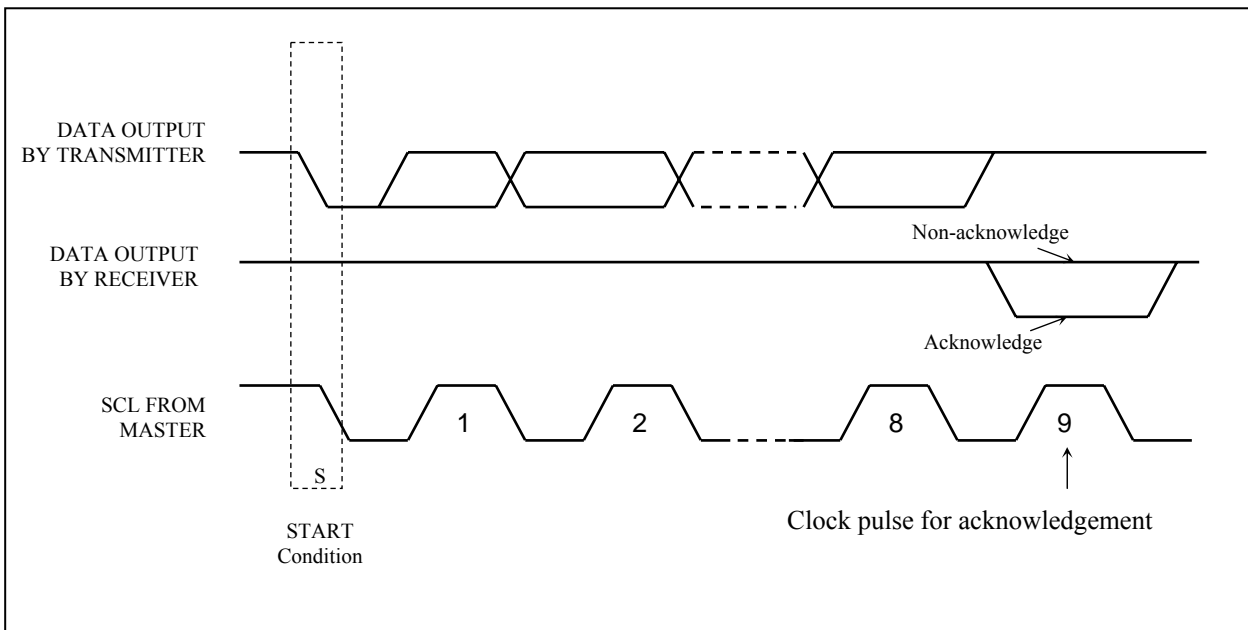 DATA OUTPUT
BY TRANSMITTER
DATA OUTPUT
BY RECEIVER
Non-acknowledge
Acknowledge
SCL FROM
MASTER
1
2
8
9
S
START
Condition
Clock pulse for acknowledgement